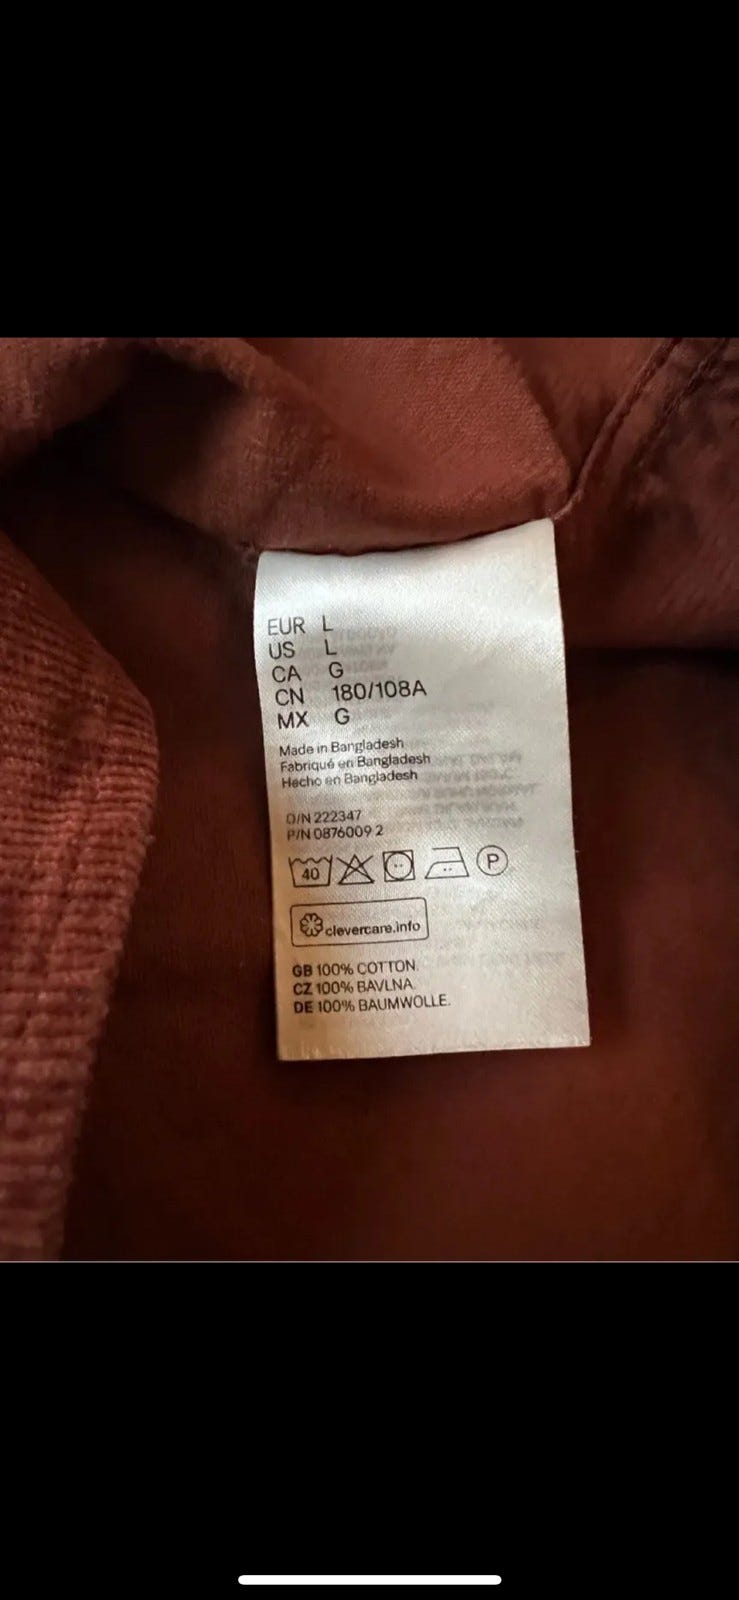 EUR L
US L
CA G
CN 180/108A
MX G
Made in Bangladesh
Fabriqué en Bangladesh
Hecho en Bangladesh
O/N 222347
P/N 0876009 2
40 P
clevercare.info
GB 100% COTTON.
CZ 100% BAVLNA.
DE 100% BAUMWOLLE.